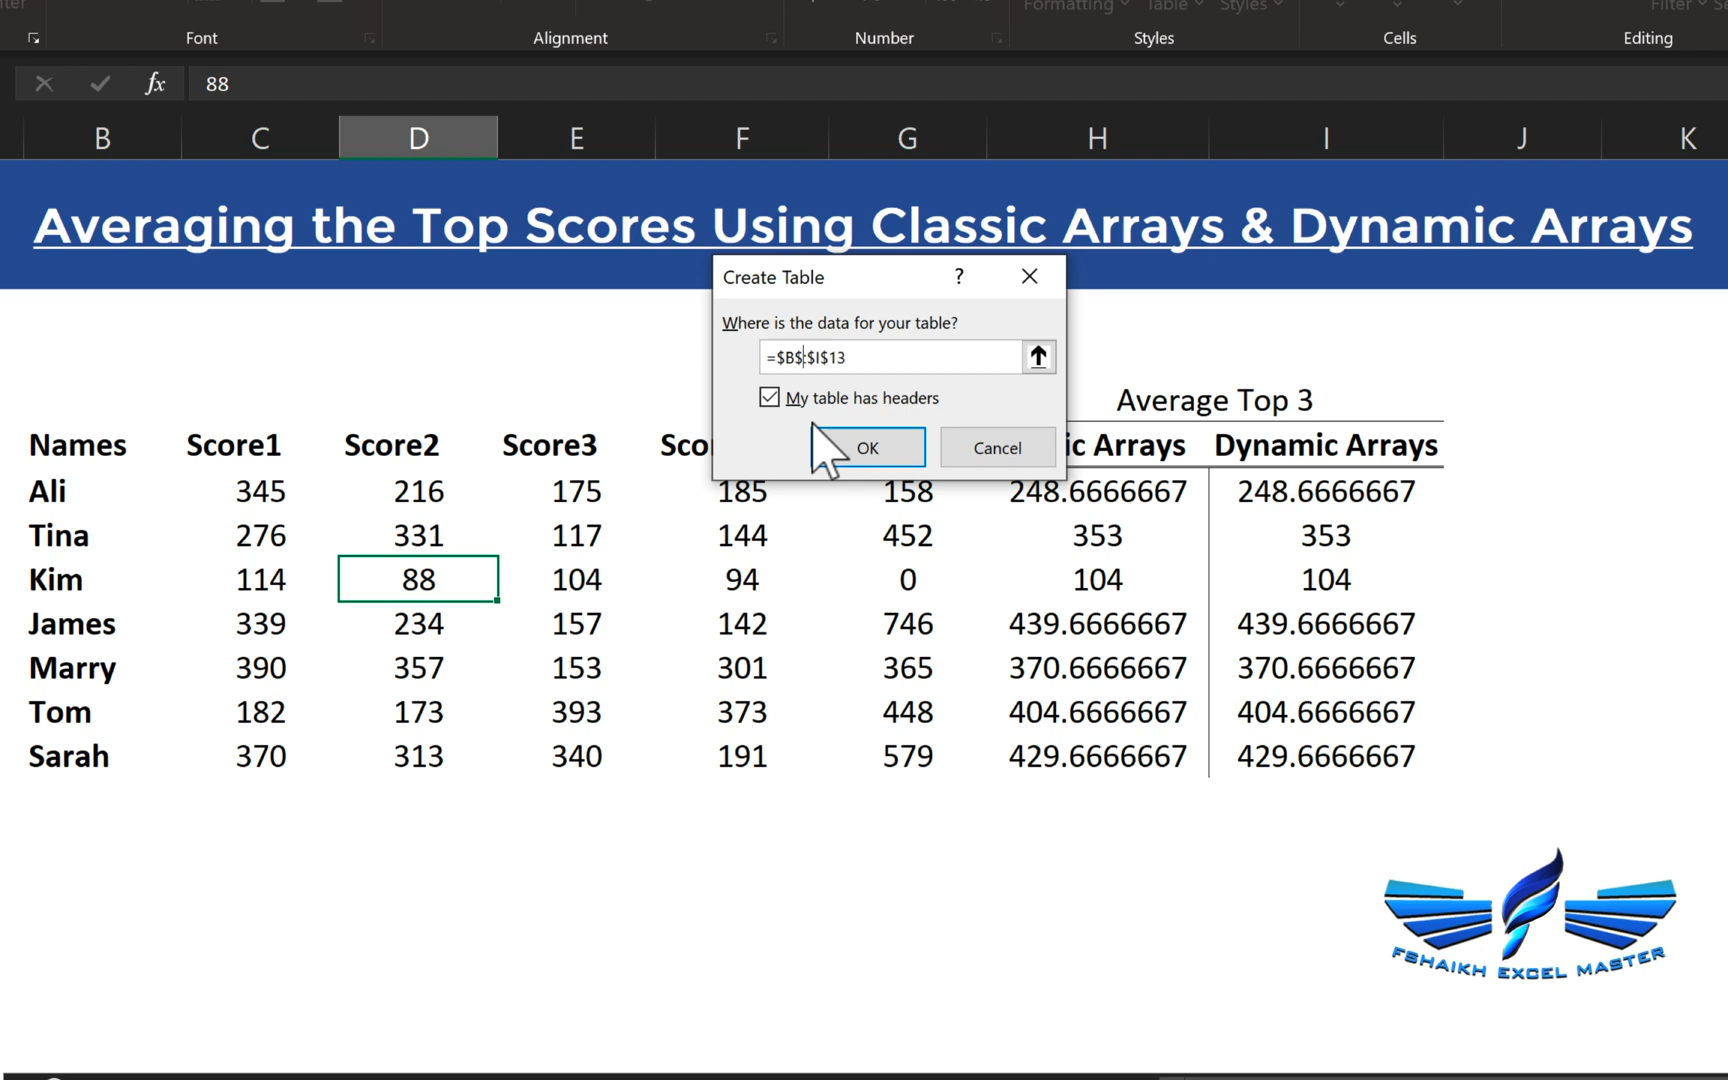 Formatting Table Styles Filter
Font Alignment Number Styles Cells Editing
fx 88
B C D E F G H I J K
Averaging the Top Scores Using Classic Arrays & Dynamic Arrays
Create Table ?
Where is the data for your table?
=$B$:$I$13
My table has headers
OK Cancel
Average Top 3
Names Score1 Score2 Score3 Sco ic Arrays Dynamic Arrays
Ali 345 216 175 185 158 248.6666667 248.6666667
Tina 276 331 117 144 452 353 353
Kim 114 88 104 94 0 104 104
James 339 234 157 142 746 439.6666667 439.6666667
Marry 390 357 153 301 365 370.6666667 370.6666667
Tom 182 173 393 373 448 404.6666667 404.6666667
Sarah 370 313 340 191 579 429.6666667 429.6666667
FSHAIKH EXCEL MASTER